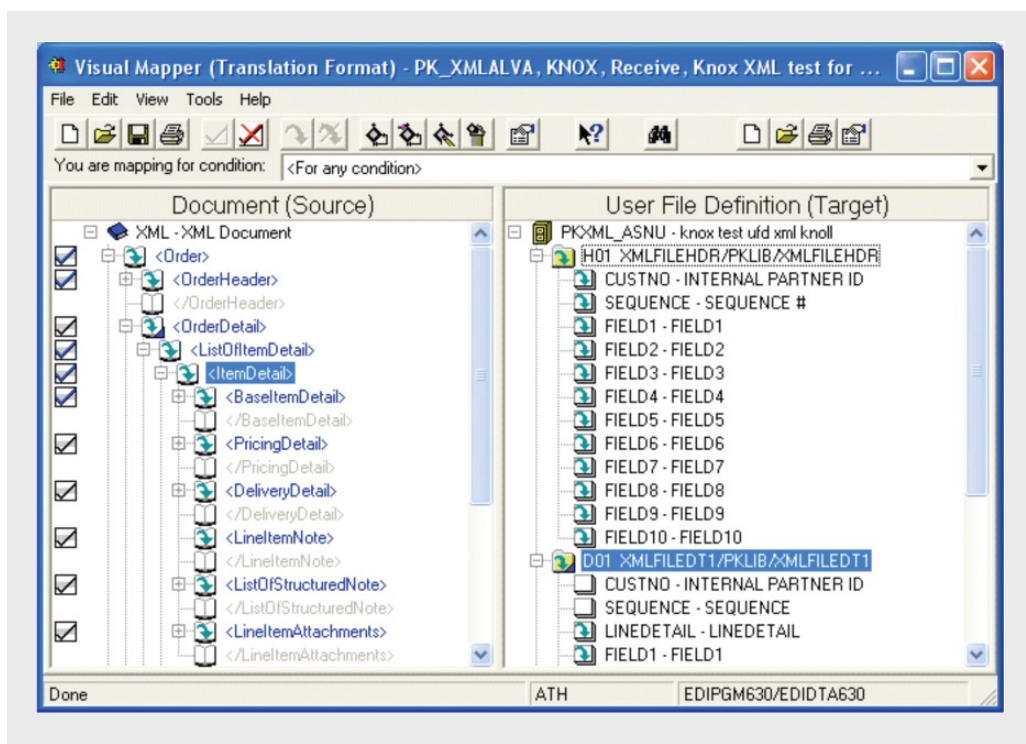 Visual Mapper (Translation Format) - PK_XMLALVA, KNOX, Receive, Knox XML test for ...
File Edit View Tools Help
You are mapping for condition: <For any condition>
Document (Source)
XML - XML Document
<Order>
<OrderHeader>
</OrderHeader>
<OrderDetail>
<ListOfItemDetail>
<ItemDetail>
<BaseItemDetail>
</BaseItemDetail>
<PricingDetail>
</PricingDetail>
<DeliveryDetail>
</DeliveryDetail>
<LineItemNote>
</LineItemNote>
<ListOfStructuredNote>
</ListOfStructuredNote>
<LineItemAttachments>
</LineItemAttachments>
User File Definition (Target)
PKXML_ASNU - knox test ufd xml knoll
H01 XMLFILEHDR/PKLIB/XMLFILEHDR
CUSTNO - INTERNAL PARTNER ID
SEQUENCE - SEQUENCE #
FIELD1 - FIELD1
FIELD2 - FIELD2
FIELD3 - FIELD3
FIELD4 - FIELD4
FIELD5 - FIELD5
FIELD6 - FIELD6
FIELD7 - FIELD7
FIELD8 - FIELD8
FIELD9 - FIELD9
FIELD10 - FIELD10
D01 XMLFILEDT1/PKLIB/XMLFILEDT1
CUSTNO - INTERNAL PARTNER ID
SEQUENCE - SEQUENCE
LINEDETAIL - LINEDETAIL
FIELD1 - FIELD1
Done ATH EDIPGM630/EDIDTA630